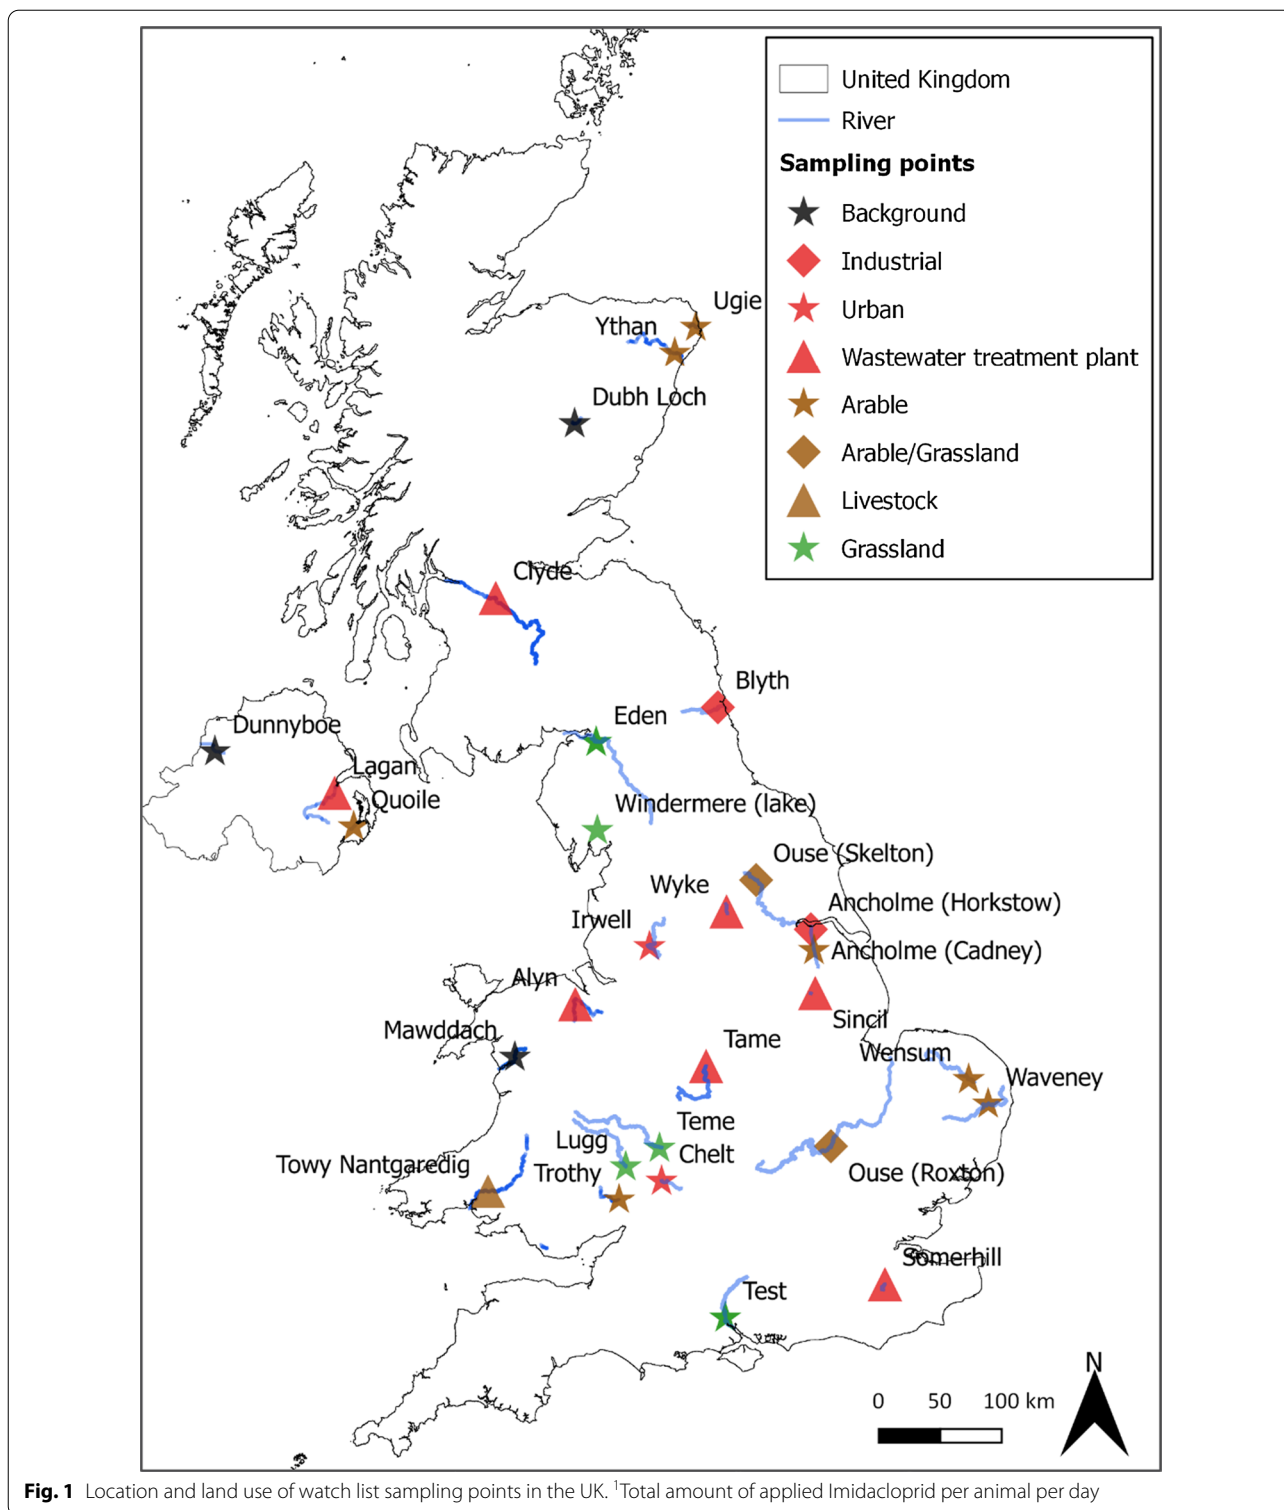 United Kingdom
River
Sampling points
Background
Industrial
Urban
Wastewater treatment plant
Arable
Arable/Grassland
Livestock
Grassland
Ugie
Ythan
Dubh Loch
Clyde
Blyth
Eden
Dunnyboe
Lagan
Quoile
Windermere (lake)
Ouse (Skelton)
Wyke
Ancholme (Horkstow)
Irwell
Ancholme (Cadney)
Alyn
Sincil
Mawddach
Tame
Wensum
Waveney
Teme
Lugg
Chelt
Towy Nantgaredig
Trothy
Ouse (Roxton)
Somerhill
Test
N
0 50 100 km
Fig. 1 Location and land use of watch list sampling points in the UK. ¹Total amount of applied Imidacloprid per animal per day